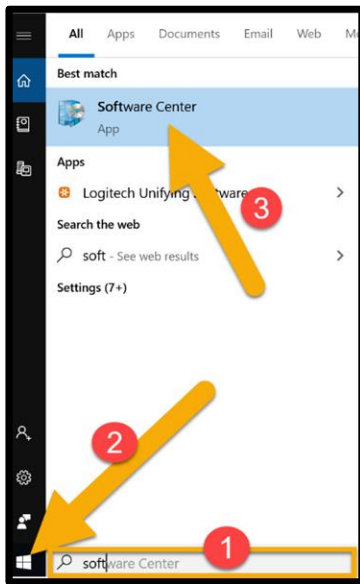 All Apps Documents Email Web
Best match
Software Center
App
Apps
Logitech Unifying
3
Search the web
soft - See web results
Settings (7+)
2
1
software Center